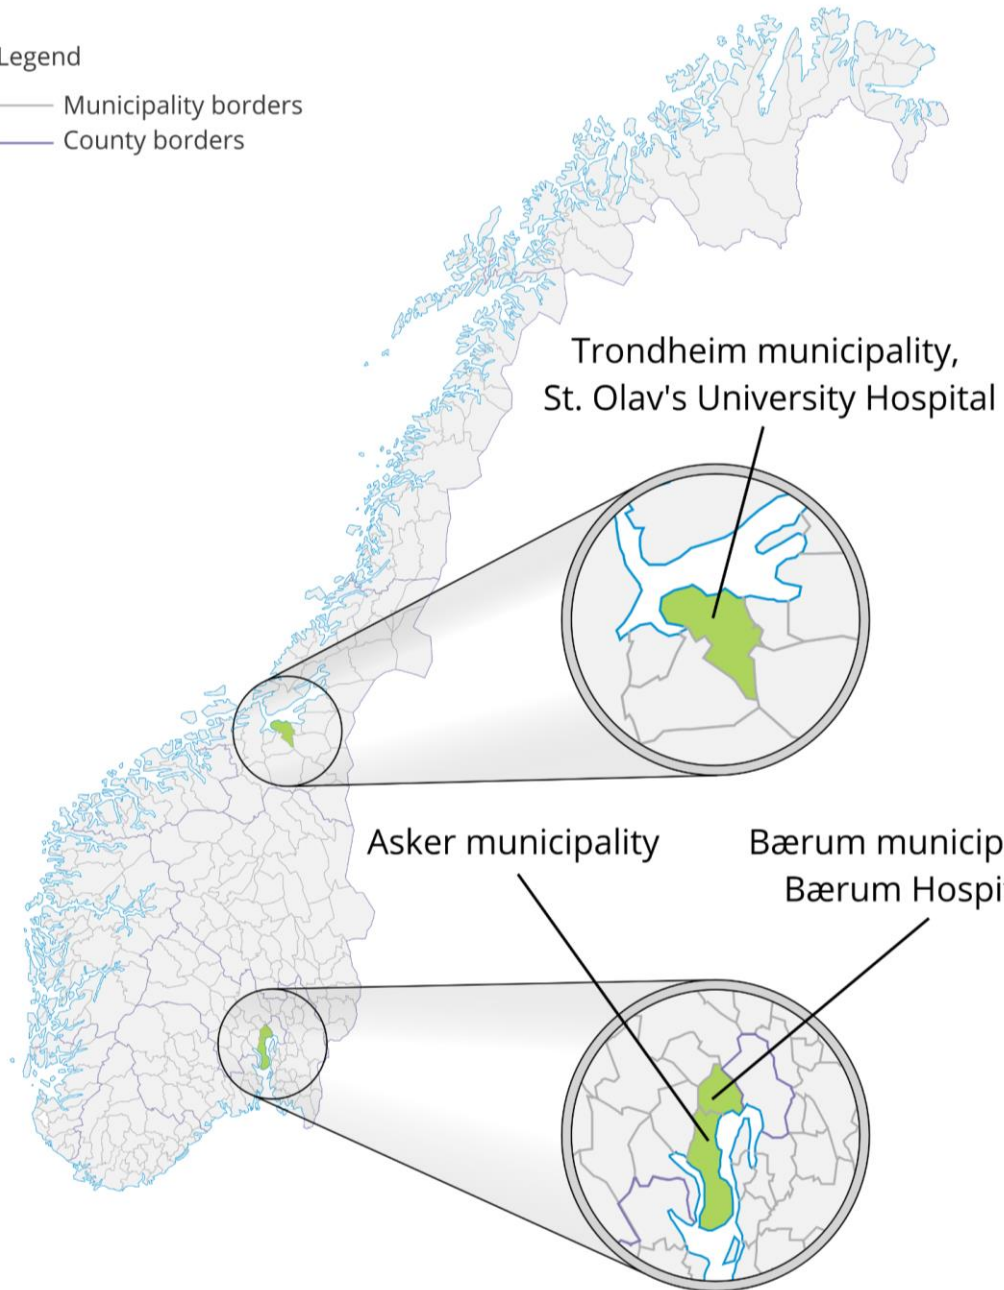 Legend
Municipality borders
County borders
Trondheim municipality,
St. Olav's University Hospital
Asker municipality
Bærum municip
Bærum Hospi